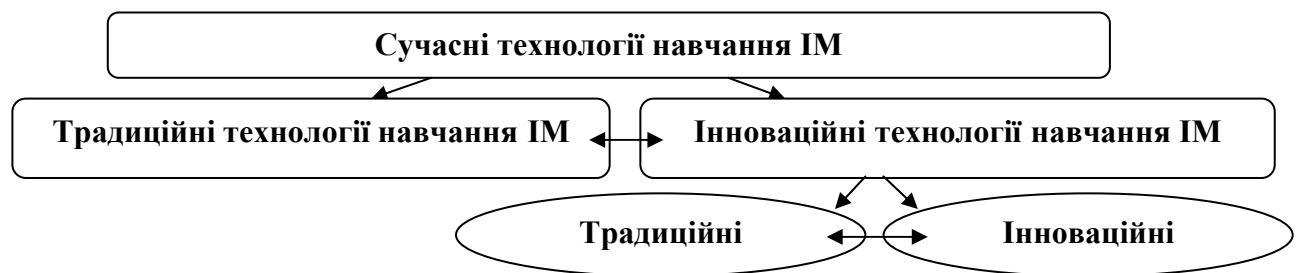 Сучасні технології навчання ІМ
Традиційні технології навчання ІМ
Інноваційні технології навчання ІМ
Традиційні
Інноваційні